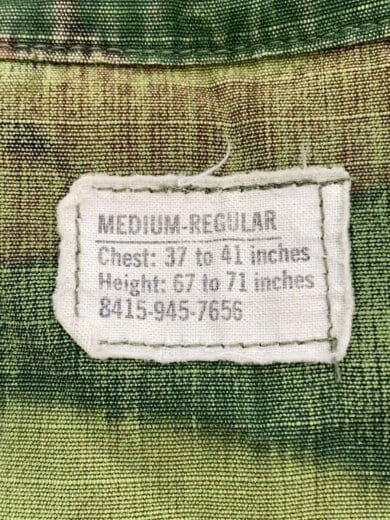 MEDIUM-REGULAR
Chest: 37 to 41 inches
Height: 67 to 71 inches
8415-945-7656